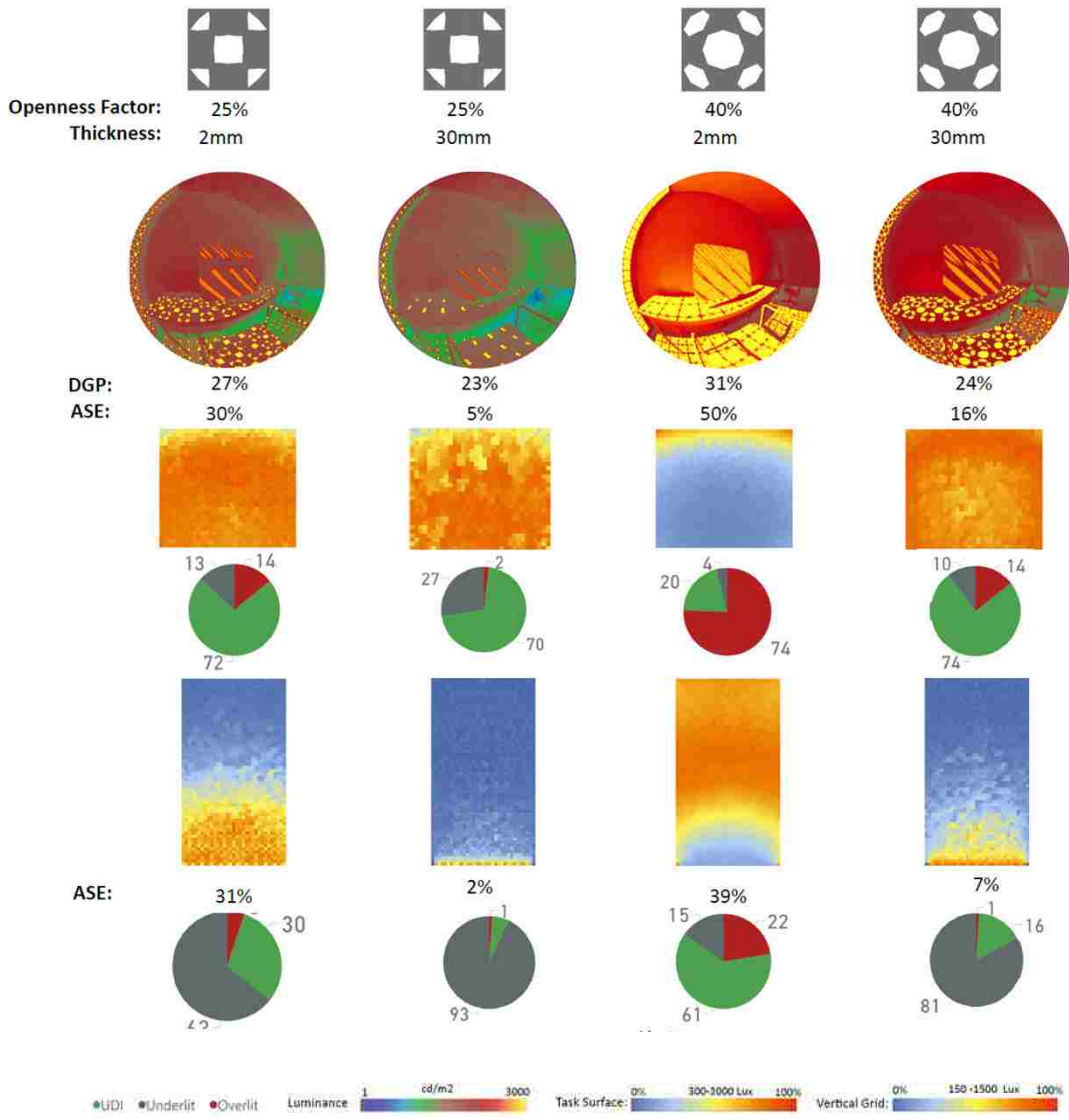 Openness Factor: 25% 25% 40% 40%
Thickness: 2mm 30mm 2mm 30mm
DGP: 27% 23% 31% 24%
ASE: 30% 5% 50% 16%
13 14 2 4 10 14
27 20
72 70 74 74
ASE: 31% 2% 39% 7%
30 1 15 22 1 16
93 61 81
UDI Underlit Overlit Luminance 1 cd/m2 3000 Task Surface: 0% 300-3000 Lux 100% Vertical Grid: 0% 150 -1500 Lux 100%